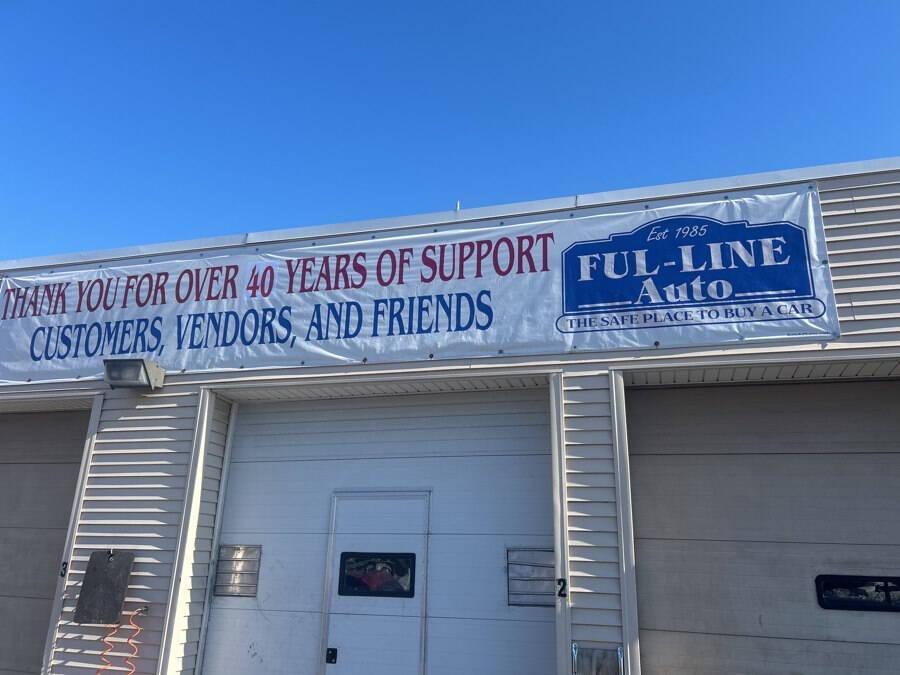 THANK YOU FOR OVER 40 YEARS OF SUPPORT
CUSTOMERS, VENDORS, AND FRIENDS
Est 1985
FUL-LINE
Auto
THE SAFE PLACE TO BUY A CAR
3
2